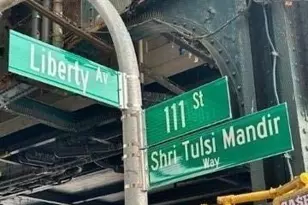 Liberty Av
111 St
Shri Tulsi Mandir
Way